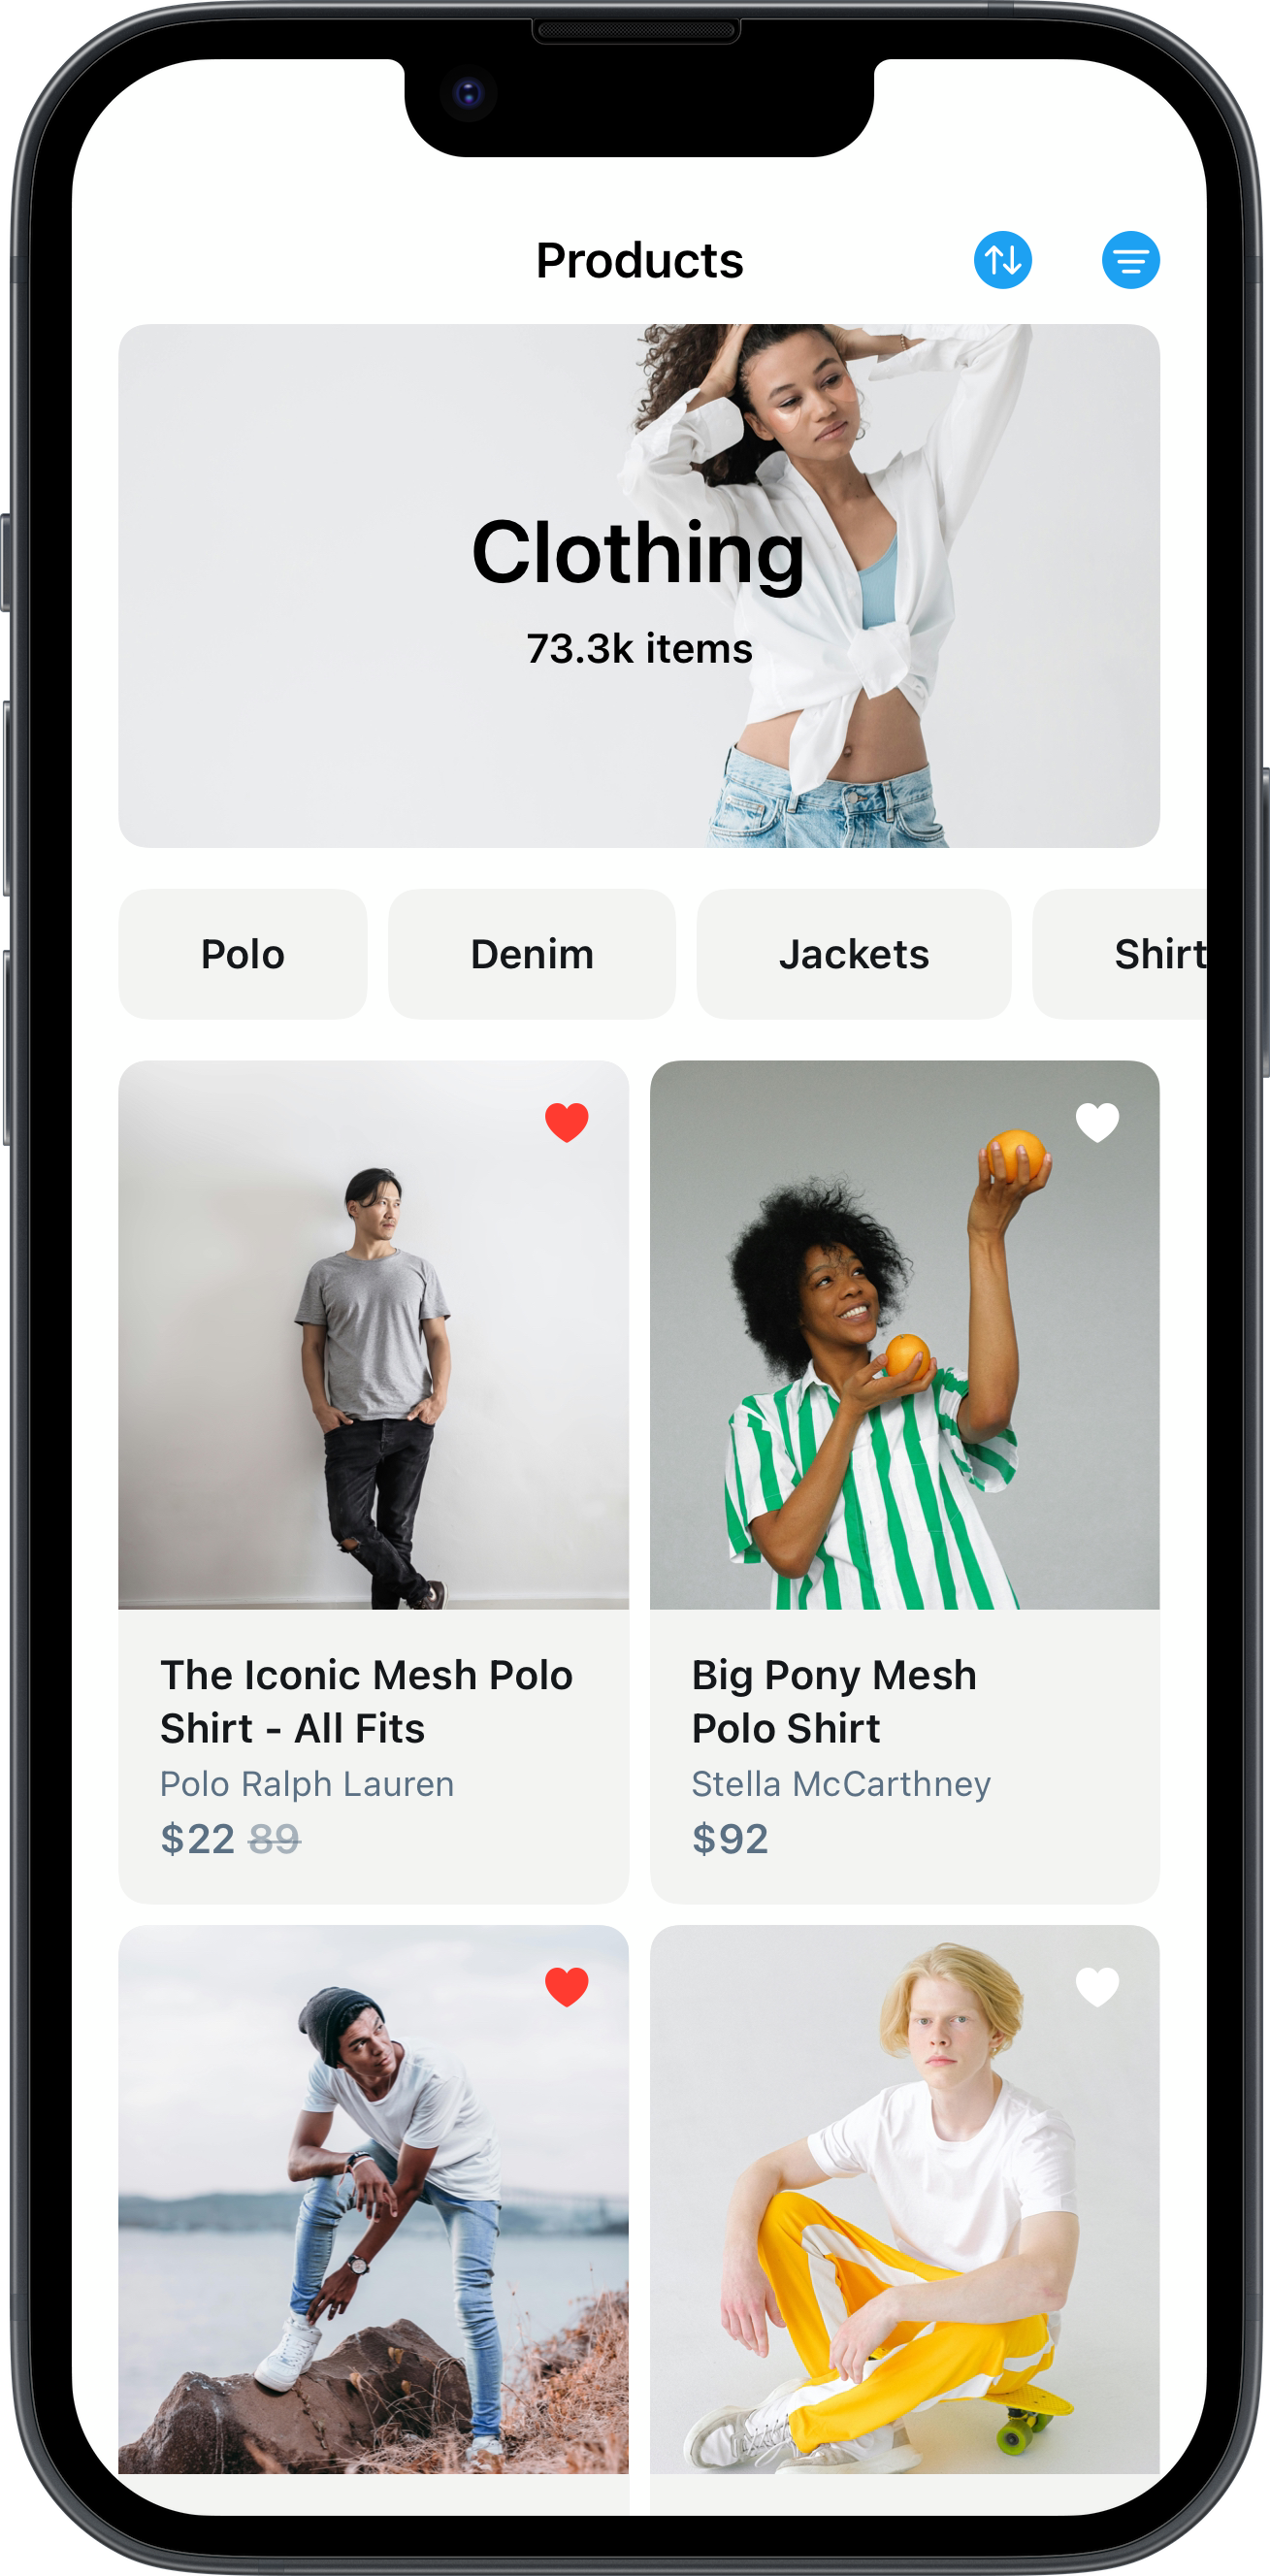 Products
Clothing
73.3k items
Polo
Denim
Jackets
Shirt
The Iconic Mesh Polo
Shirt - All Fits
Polo Ralph Lauren
$22 89
Big Pony Mesh
Polo Shirt
Stella McCarthney
$92